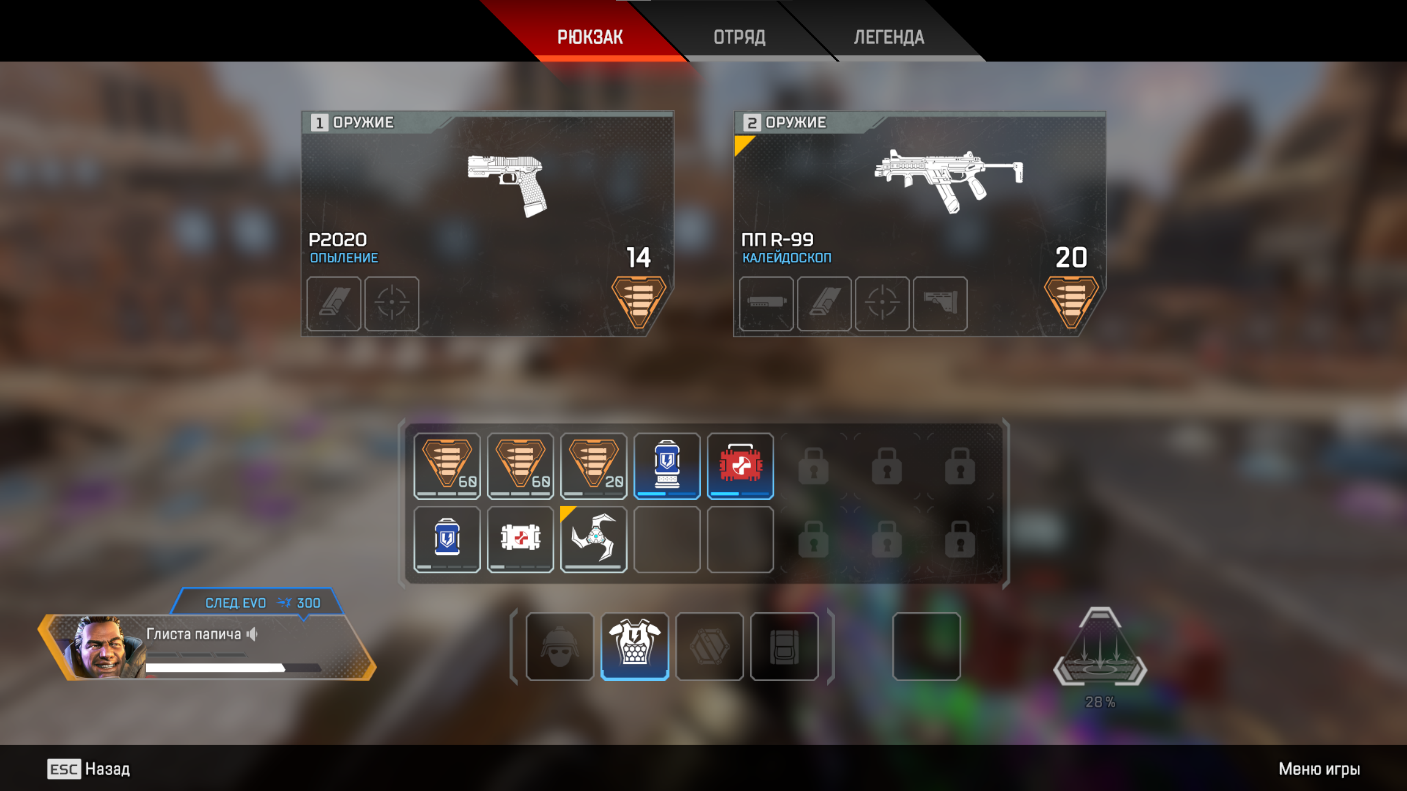 РЮКЗАК
ОТРЯД
ЛЕГЕНДА
1 ОРУЖИЕ
P2020
ОПЫЛЕНИЕ
14
2 ОРУЖИЕ
ПП R-99
КАЛЕЙДОСКОП
20
60
60
20
СЛЕД. EVO 300
Глиста папича
28 %
ESC Назад
Меню игры